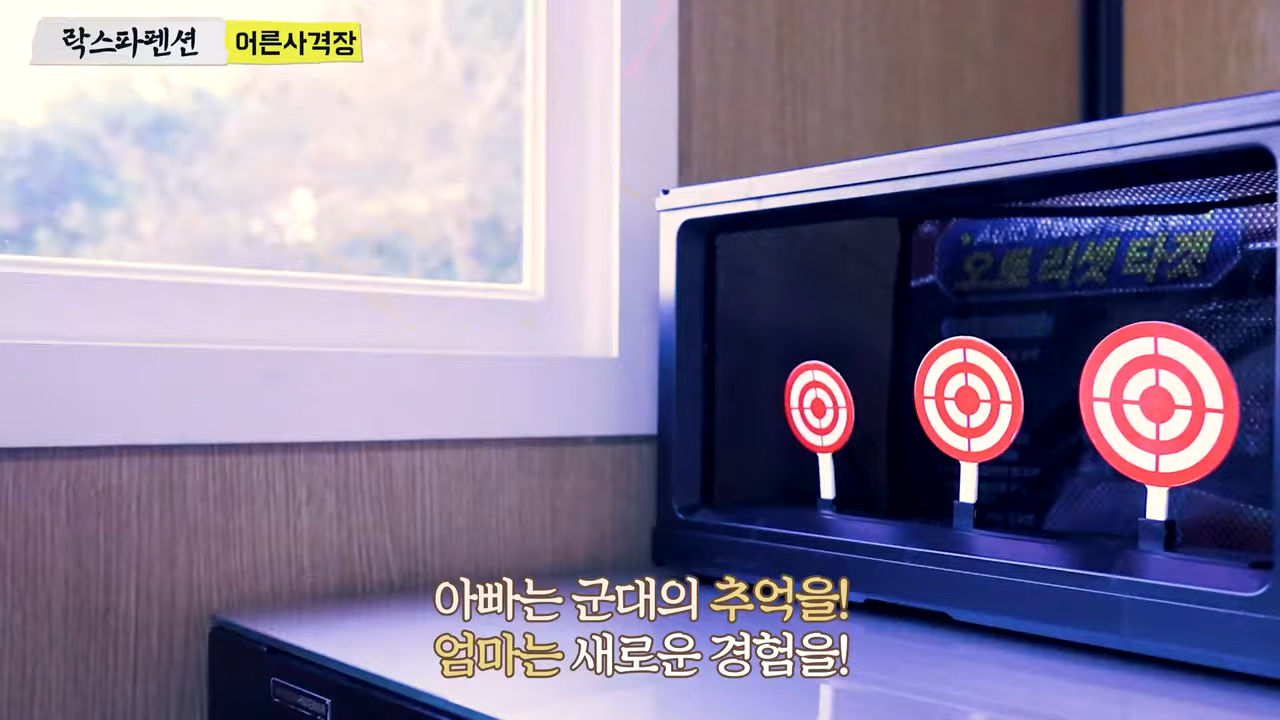 락스파펜션 어른사격장
오토 리셋 타겟
아빠는 군대의 추억을!
엄마는 새로운 경험을!